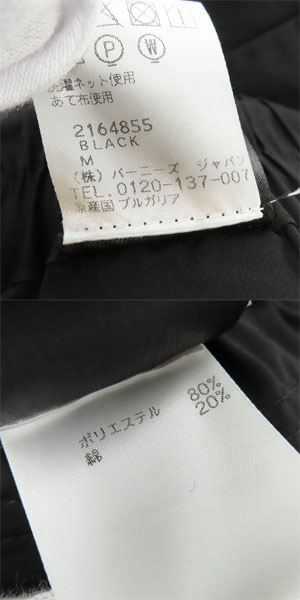 P W
洗濯ネット使用
あて布使用
2164855
BLACK
M
(株) バーニーズ ジャパン
TEL. 0120-137-007
原産国 ブルガリア
ポリエステル 80%
綿 20%